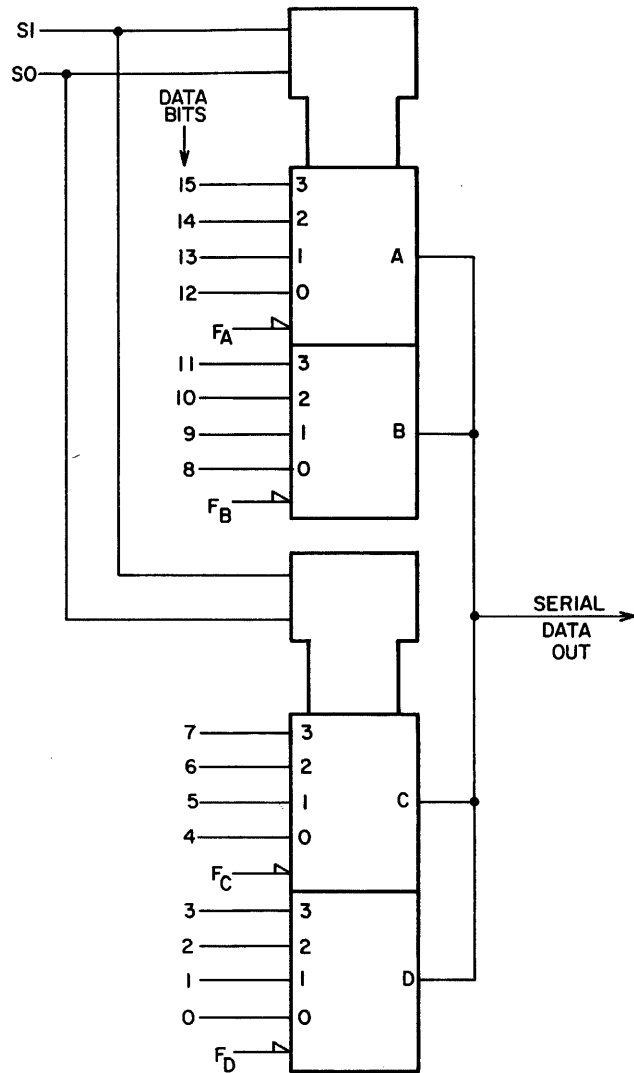 S1
S0
DATA
BITS
15 3
14 2
13 1 A
12 0
FA
11 3
10 2
9 1 B
8 0
FB
SERIAL
DATA
OUT
7 3
6 2
5 1 C
4 0
FC
3 3
2 2
1 1 D
0 0
FD